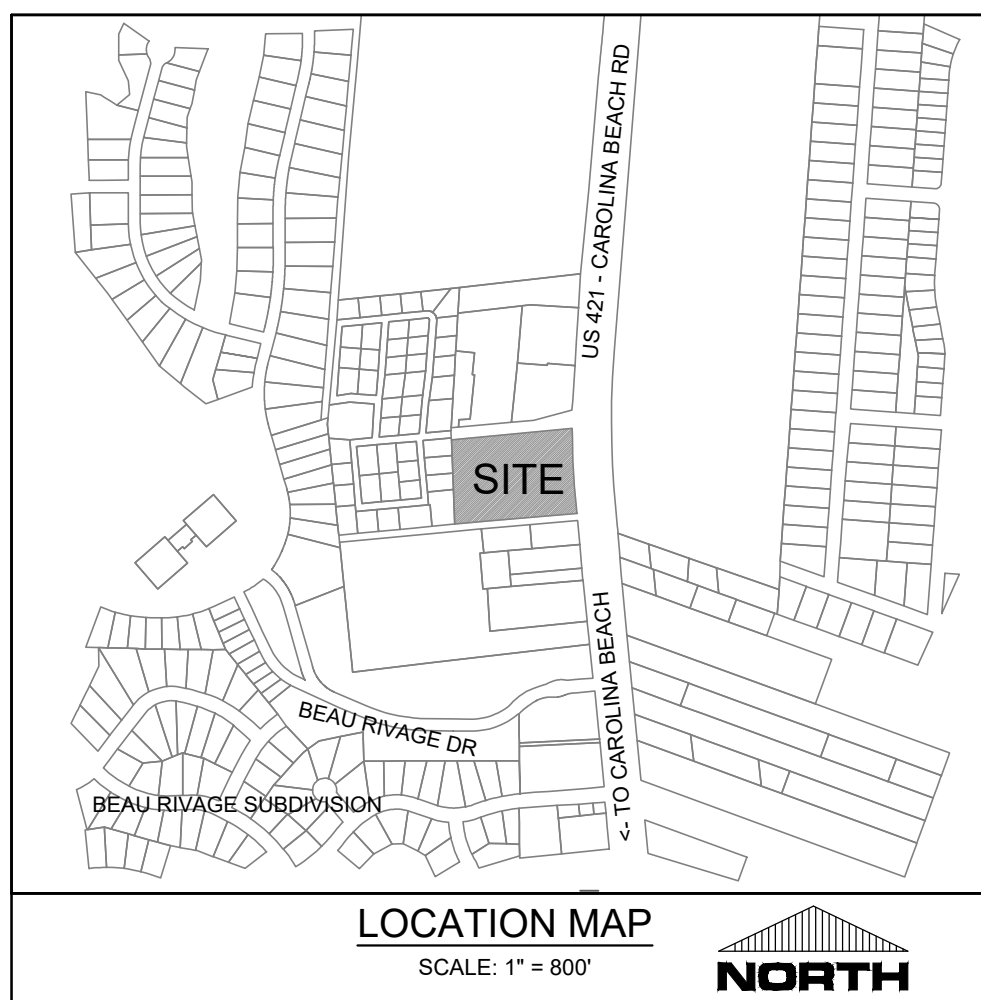 US 421 - CAROLINA BEACH RD
SITE
<- TO CAROLINA BEACH
BEAU RIVAGE DR
BEAU RIVAGE SUBDIVISION
LOCATION MAP
SCALE: 1" = 800'
NORTH